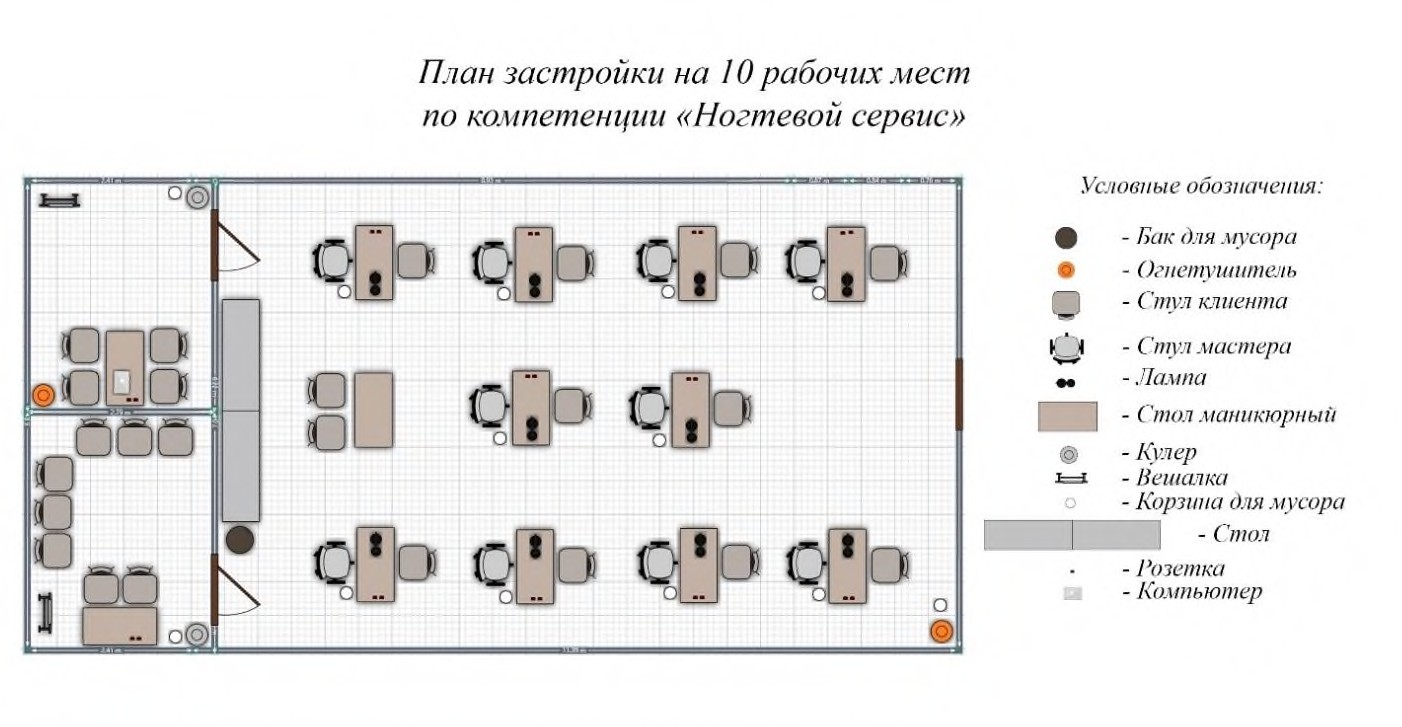 План застройки на 10 рабочих мест
по компетенции «Ногтевой сервис»
Условные обозначения:
- Бак для мусора
- Огнетушитель
- Стул клиента
- Стул мастера
- Лампа
- Стол маникюрный
- Кулер
- Вешалка
- Корзина для мусора
- Стол
- Розетка
- Компьютер